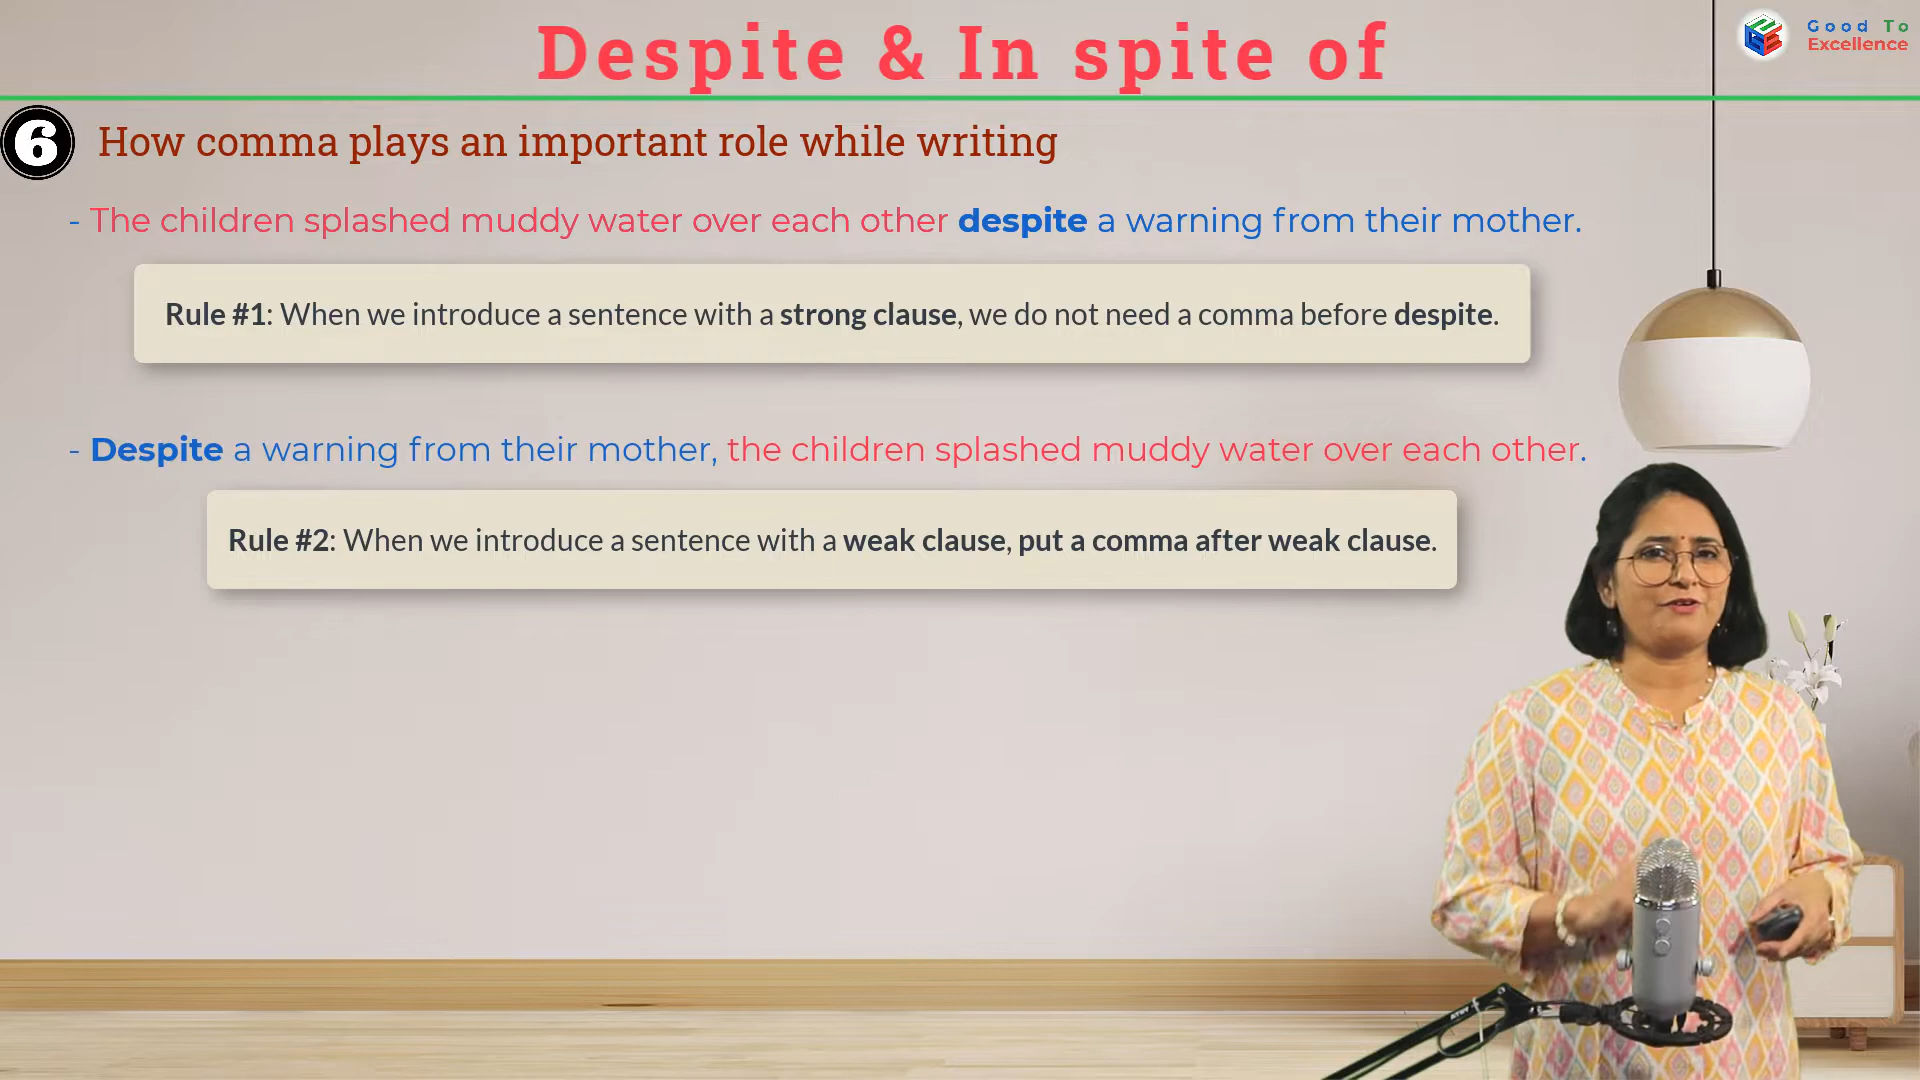 Despite & In spite of
Good To
Excellence
6 How comma plays an important role while writing
- The children splashed muddy water over each other despite a warning from their mother.
Rule #1: When we introduce a sentence with a strong clause, we do not need a comma before despite.
- Despite a warning from their mother, the children splashed muddy water over each other.
Rule #2: When we introduce a sentence with a weak clause, put a comma after weak clause.